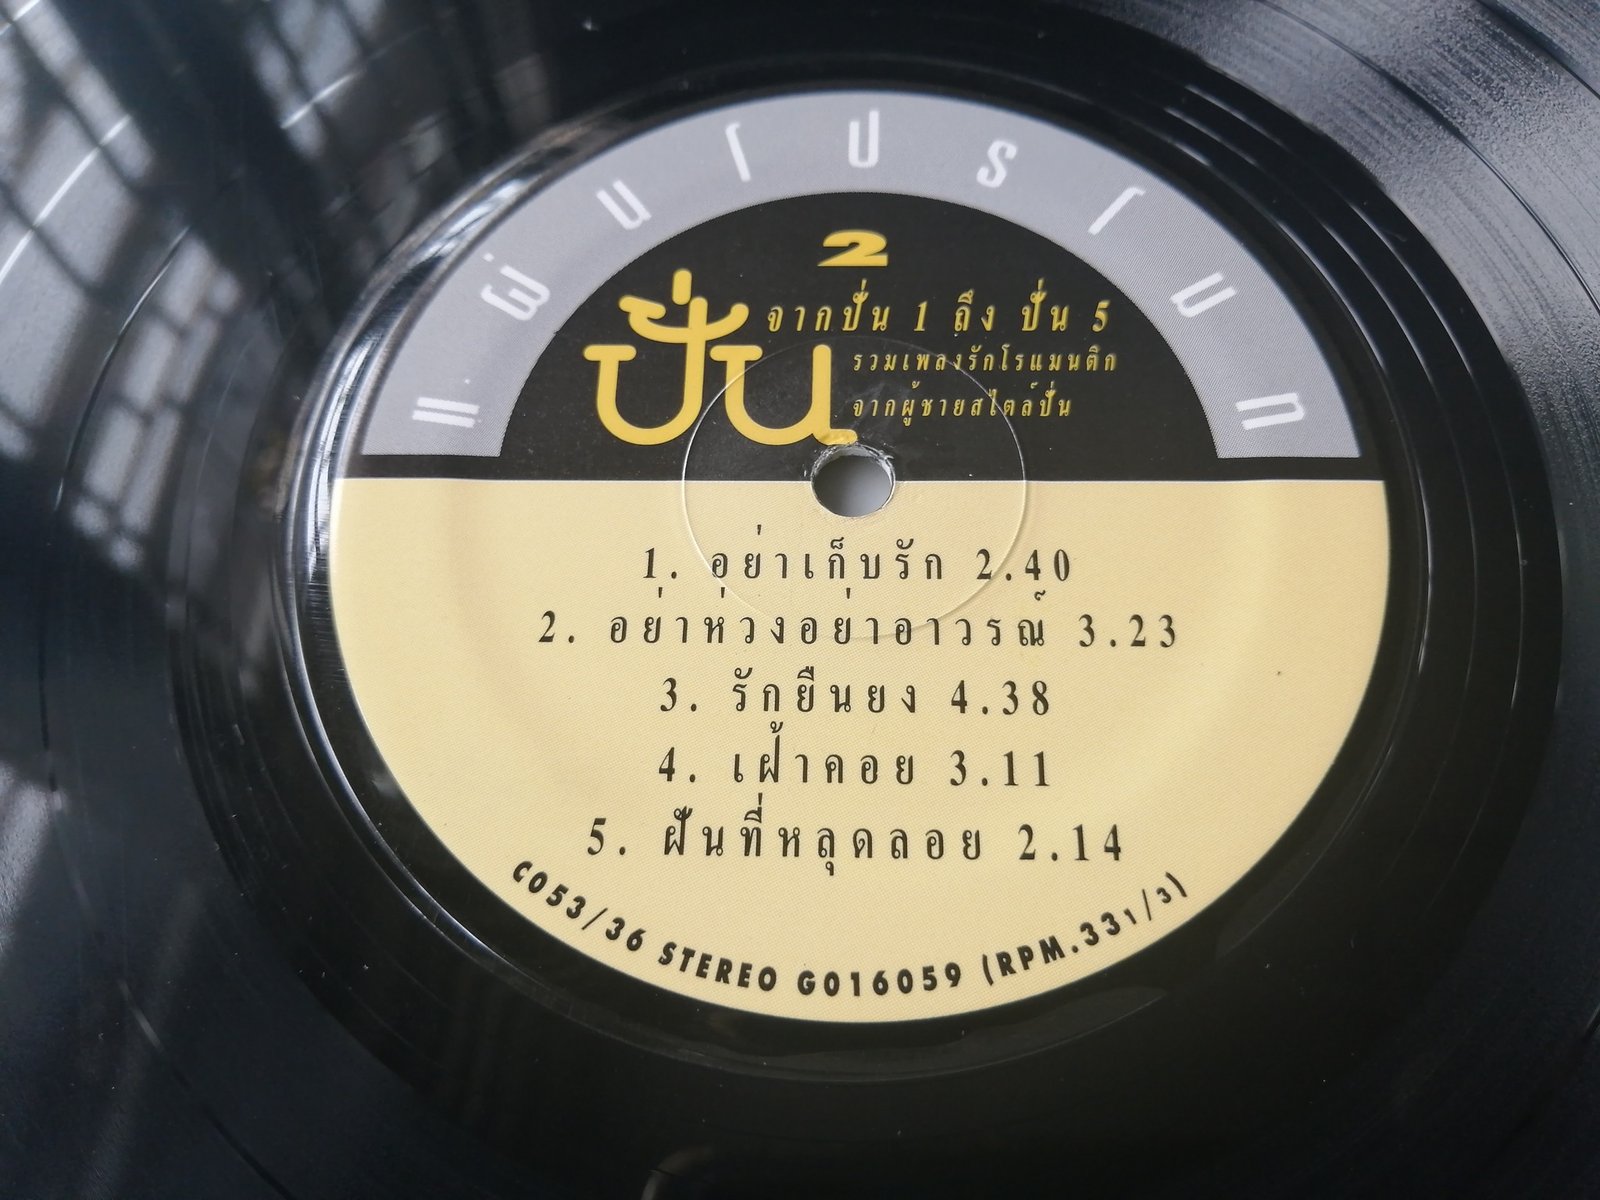 แผ่นโปรโมท
2
ปั่น
จากปั่น 1 ถึง ปั่น 5
รวมเพลงรักโรแมนติก
จากผู้ชายสไตล์ปั่น
1. อย่าเก็บรัก 2.40
2. อย่าห่วงอย่าอาวรณ์ 3.23
3. รักยืนยง 4.38
4. เฝ้าคอย 3.11
5. ฝันที่หลุดลอย 2.14
C053/36 STEREO G016059 (RPM.331/3)